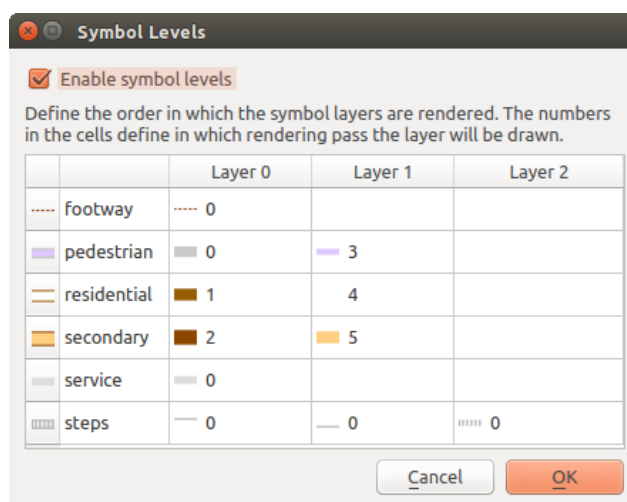 Symbol Levels
Enable symbol levels
Define the order in which the symbol layers are rendered. The numbers
in the cells define in which rendering pass the layer will be drawn.
Layer 0 Layer 1 Layer 2
footway 0
pedestrian 0 3
residential 1 4
secondary 2 5
service 0
steps 0 0 0
Cancel OK